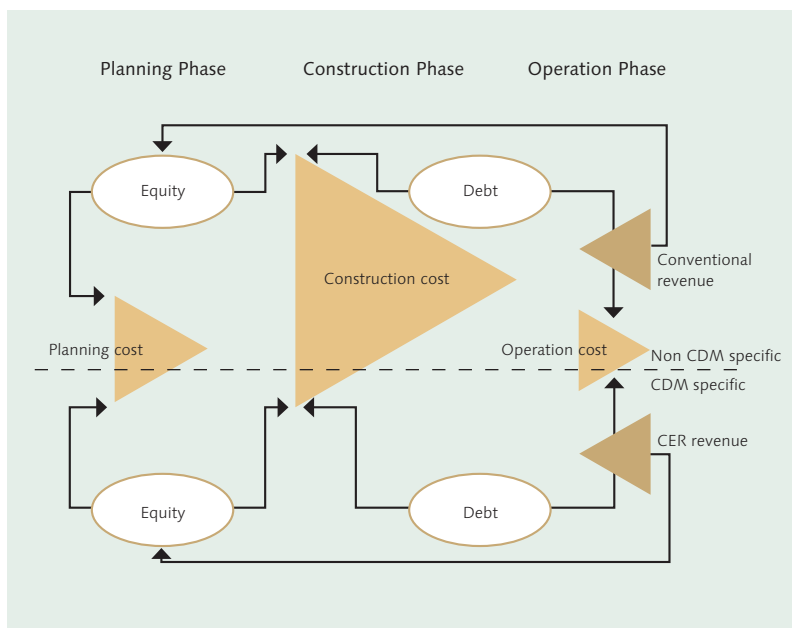 Planning Phase
Construction Phase
Operation Phase
Equity
Debt
Conventional
revenue
Construction cost
Planning cost
Operation cost
Non CDM specific
CDM specific
CER revenue
Equity
Debt